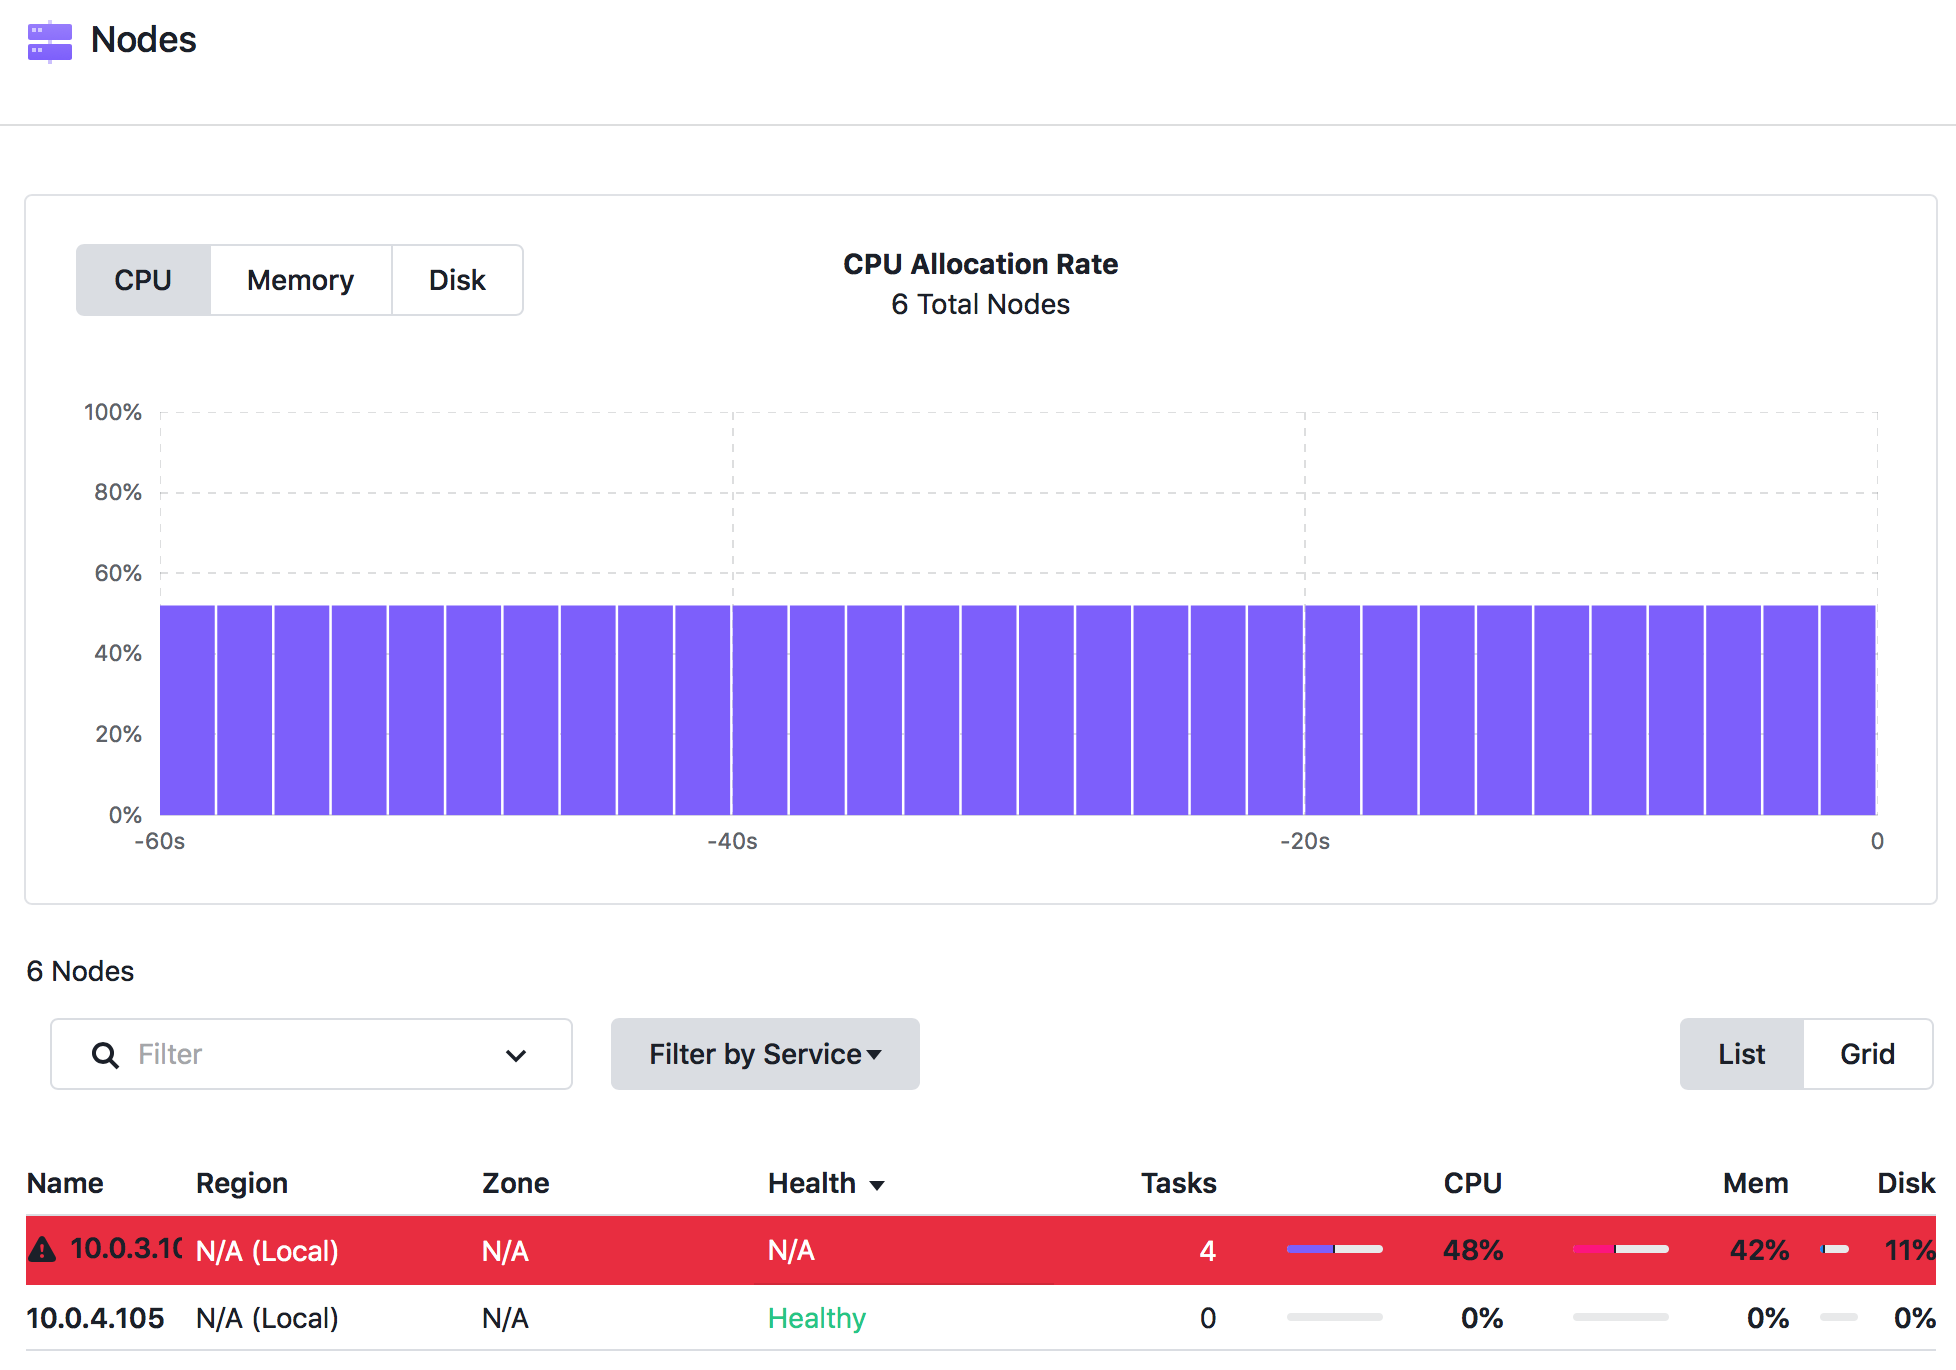 Nodes
CPU Memory Disk
CPU Allocation Rate
6 Total Nodes
100%
80%
60%
40%
20%
0%
-60s -40s -20s 0
6 Nodes
Filter Filter by Service List Grid
Name Region Zone Health Tasks CPU Mem Disk
10.0.3.10 N/A (Local) N/A N/A 4 48% 42% 11%
10.0.4.105 N/A (Local) N/A Healthy 0 0% 0% 0%